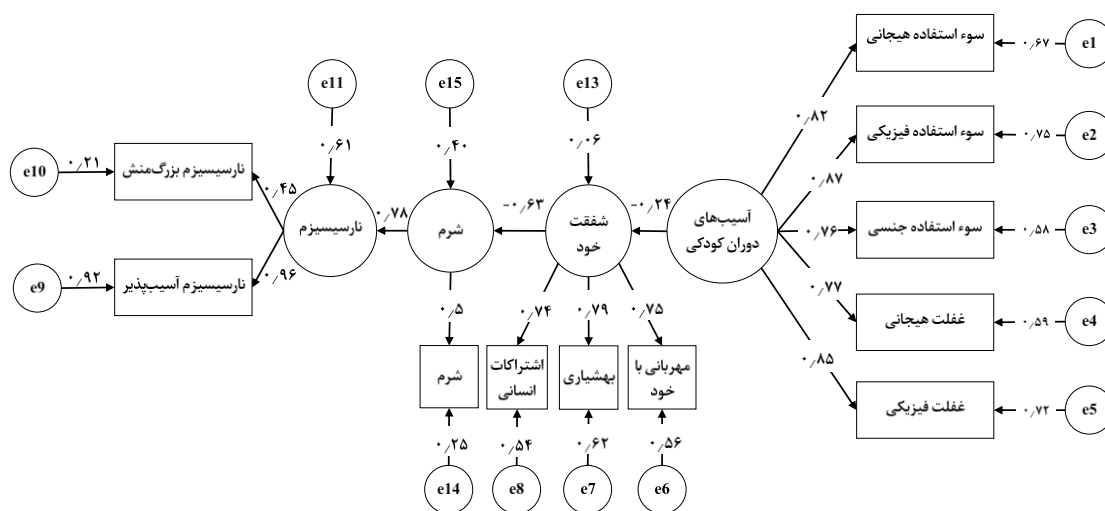 سوء استفاده هیجانی
۰٫۶۷
e1
۰٫۸۲
سوء استفاده فیزیکی
۰٫۷۵
e2
۰٫۸۷
سوء استفاده جنسی
۰٫۵۸
e3
۰٫۷۶
غفلت هیجانی
۰٫۵۹
e4
۰٫۷۷
غفلت فیزیکی
۰٫۷۲
e5
۰٫۸۵
آسیب‌های
دوران کودکی
−۰٫۲۴
e13
۰٫۰۶
شفقت
خود
−۰٫۶۳
e15
۰٫۴۰
شرم
۰٫۷۸
e11
۰٫۶۱
نارسیسیزم
۰٫۴۵
نارسیسیزم بزرگ‌منش
۰٫۲۱
e10
۰٫۹۶
نارسیسیزم آسیب‌پذیر
۰٫۹۲
e9
۰٫۷۵
مهربانی با
خود
۰٫۵۶
e6
۰٫۷۹
بهشیاری
۰٫۶۲
e7
۰٫۷۴
اشتراکات
انسانی
۰٫۵۴
e8
۰٫۵
شرم
۰٫۲۵
e14